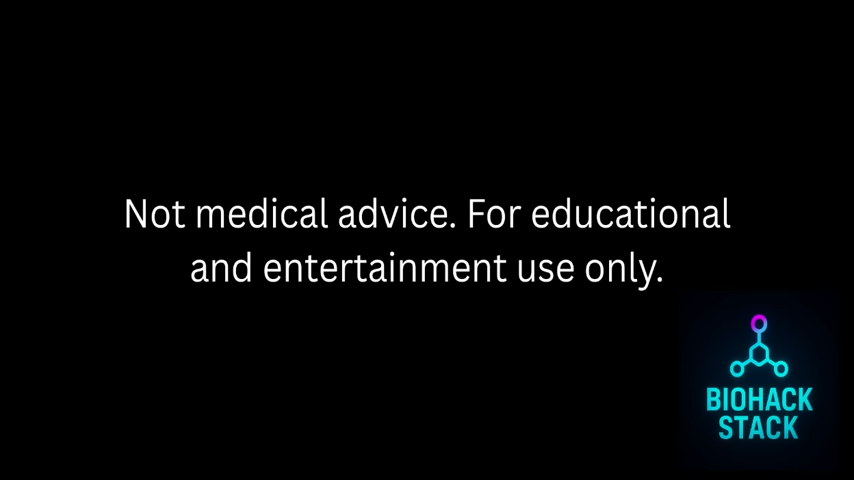 Not medical advice. For educational
and entertainment use only.
BIOHACK
STACK